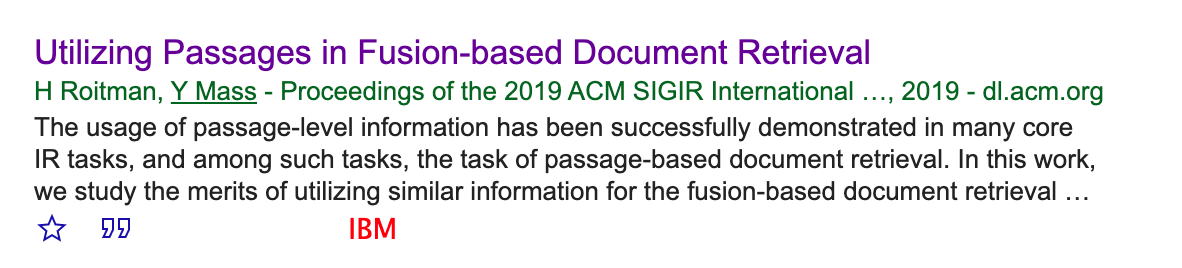 Utilizing Passages in Fusion-based Document Retrieval
H Roitman, Y Mass - Proceedings of the 2019 ACM SIGIR International …, 2019 - dl.acm.org
The usage of passage-level information has been successfully demonstrated in many core
IR tasks, and among such tasks, the task of passage-based document retrieval. In this work,
we study the merits of utilizing similar information for the fusion-based document retrieval …
IBM